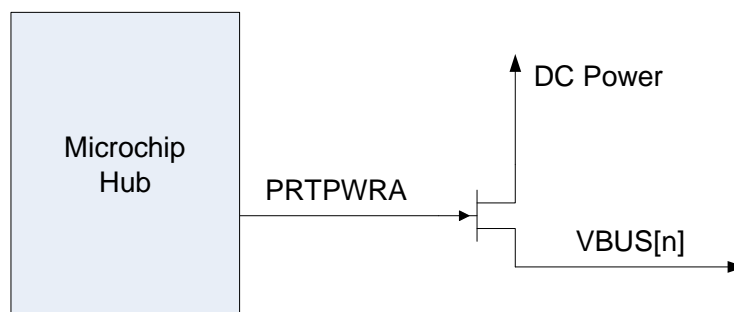 Microchip
Hub
PRTPWRA
DC Power
VBUS[n]